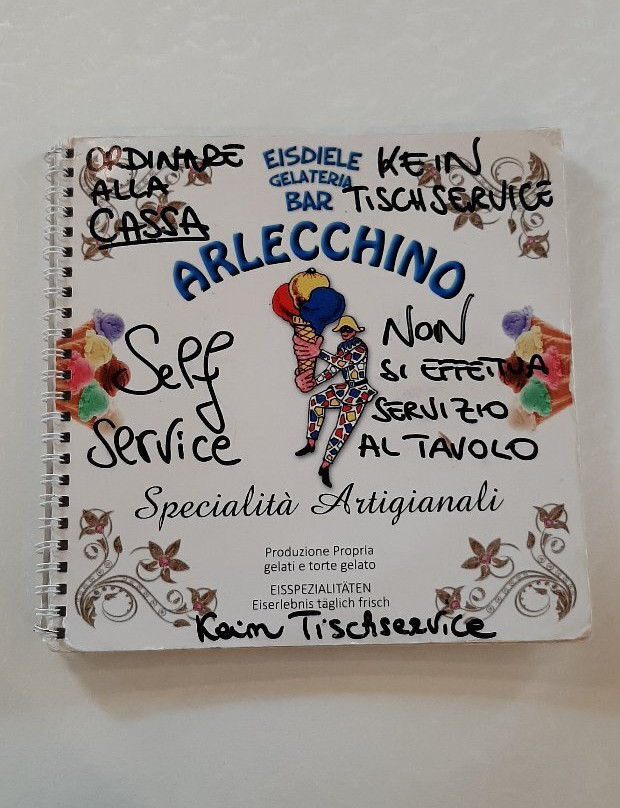 ORDINARE
ALLA
CASSA
EISDIELE
GELATERIA
BAR
KEIN
TISCHSERVICE
ARLECCHINO
Self
Service
NON
SI EFFETTUA
SERVIZIO
AL TAVOLO
Specialità Artigianali
Produzione Propria
gelati e torte gelato
EISSPEZIALITÄTEN
Eiserlebnis täglich frisch
Kein Tischservice